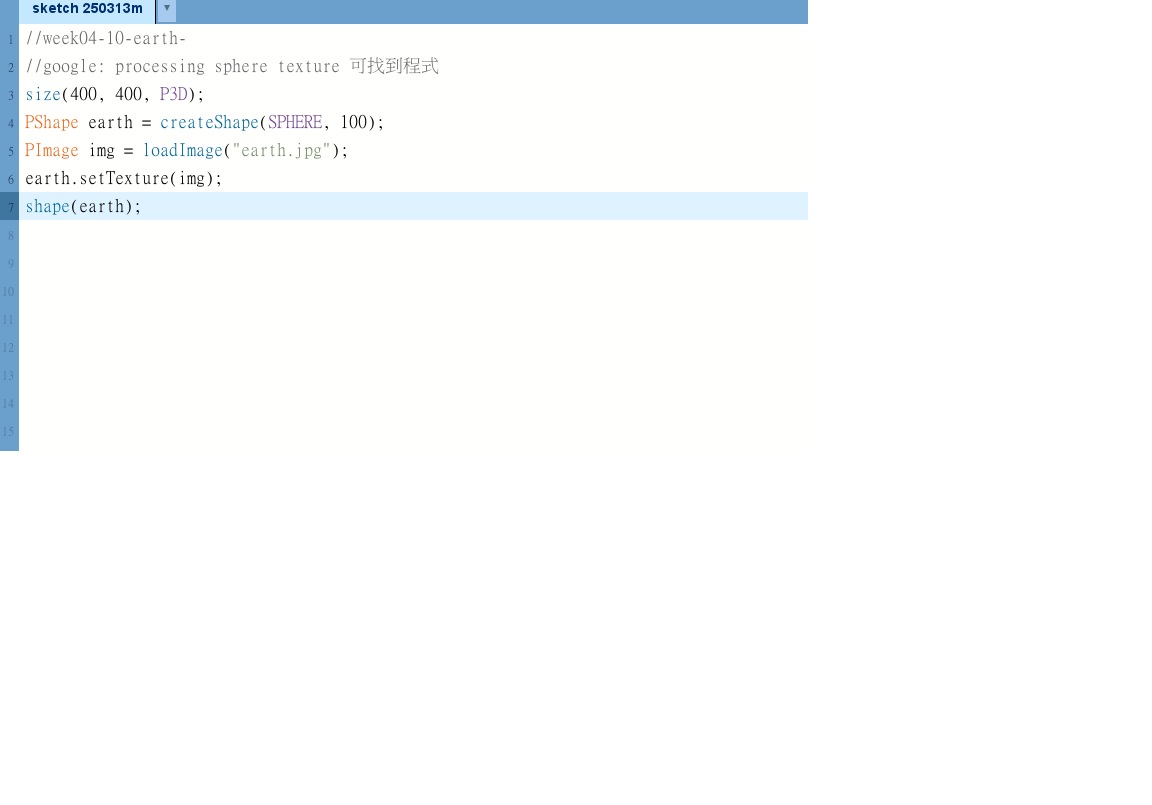 sketch 250313m ▼
1 //week04-10-earth-
2 //google: processing sphere texture 可找到程式
3 size(400, 400, P3D);
4 PShape earth = createShape(SPHERE, 100);
5 PImage img = loadImage("earth.jpg");
6 earth.setTexture(img);
7 shape(earth);
8
9
10
11
12
13
14
15